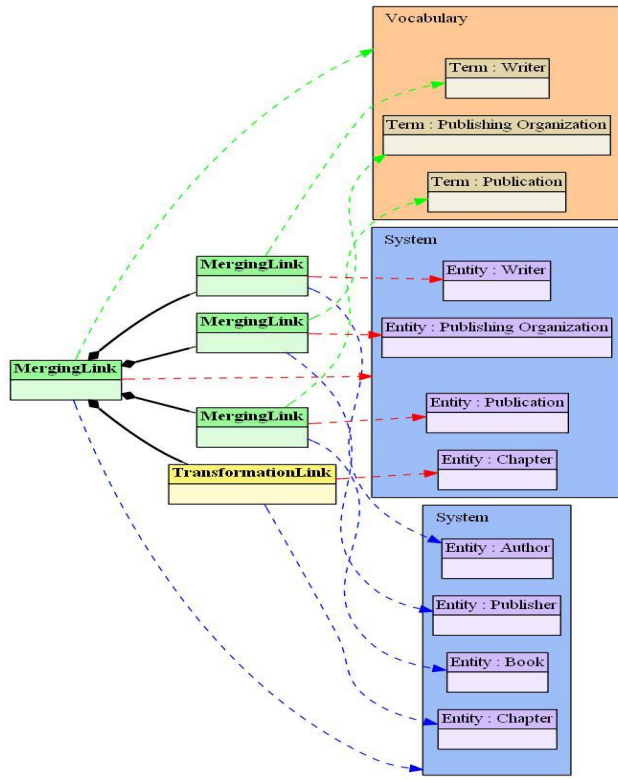 Vocabulary
Term : Writer
Term : Publishing Organization
Term : Publication
System
MergingLink
Entity : Writer
MergingLink
Entity : Publishing Organization
MergingLink
MergingLink
Entity : Publication
TransformationLink
Entity : Chapter
System
Entity : Author
Entity : Publisher
Entity : Book
Entity : Chapter